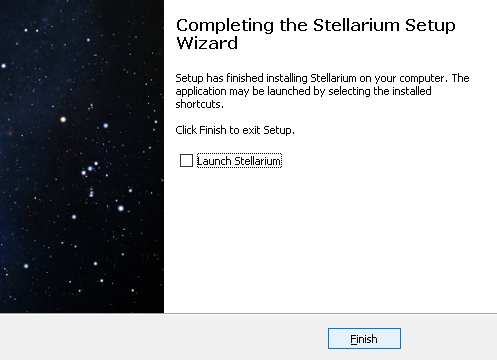 Completing the Stellarium Setup
Wizard
Setup has finished installing Stellarium on your computer. The
application may be launched by selecting the installed
shortcuts.
Click Finish to exit Setup.
Launch Stellarium
Finish